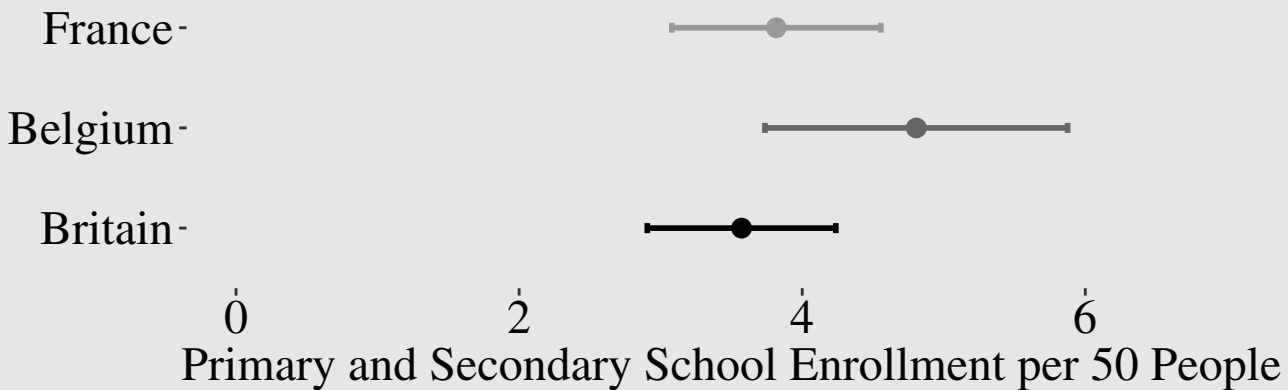 France
Belgium
Britain
0 2 4 6
Primary and Secondary School Enrollment per 50 People